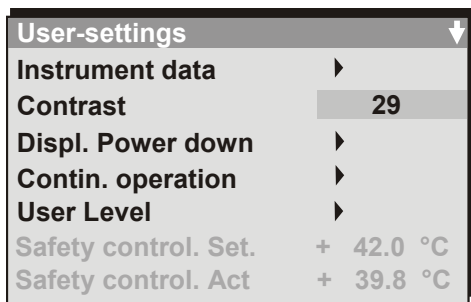 User-settings
Instrument data
Contrast 29
Displ. Power down
Contin. operation
User Level
Safety control. Set. + 42.0 °C
Safety control. Act + 39.8 °C